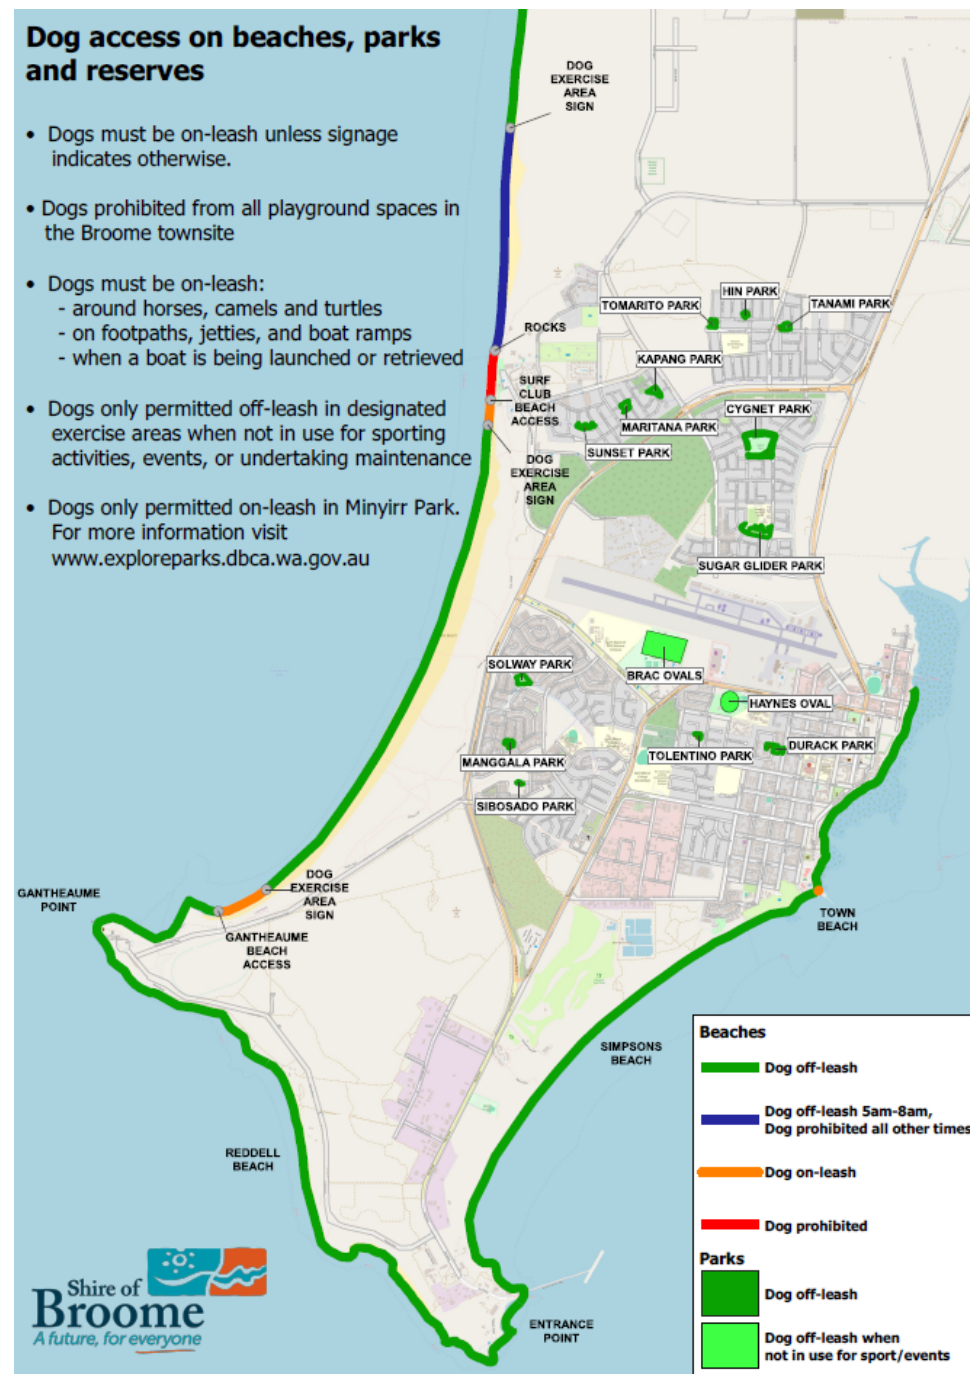 Dog access on beaches, parks
and reserves
• Dogs must be on-leash unless signage
indicates otherwise.
• Dogs prohibited from all playground spaces in
the Broome townsite
• Dogs must be on-leash:
- around horses, camels and turtles
- on footpaths, jetties, and boat ramps
- when a boat is being launched or retrieved
• Dogs only permitted off-leash in designated
exercise areas when not in use for sporting
activities, events, or undertaking maintenance
• Dogs only permitted on-leash in Minyirr Park.
For more information visit
www.exploreparks.dbca.wa.gov.au
DOG
EXERCISE
AREA
SIGN
HIN PARK
TOMARITO PARK
TANAMI PARK
ROCKS
KAPANG PARK
SURF
CLUB
BEACH
ACCESS
CYGNET PARK
MARITANA PARK
SUNSET PARK
DOG
EXERCISE
AREA
SIGN
SUGAR GLIDER PARK
SOLWAY PARK
BRAC OVALS
HAYNES OVAL
DURACK PARK
TOLENTINO PARK
MANGGALA PARK
SIBOSADO PARK
DOG
EXERCISE
AREA
SIGN
GANTHEAUME
POINT
TOWN
BEACH
GANTHEAUME
BEACH
ACCESS
SIMPSONS
BEACH
REDDELL
BEACH
ENTRANCE
POINT
Beaches
Dog off-leash
Dog off-leash 5am-8am,
Dog prohibited all other times
Dog on-leash
Dog prohibited
Parks
Dog off-leash
Dog off-leash when
not in use for sport/events
Shire of
Broome
A future, for everyone